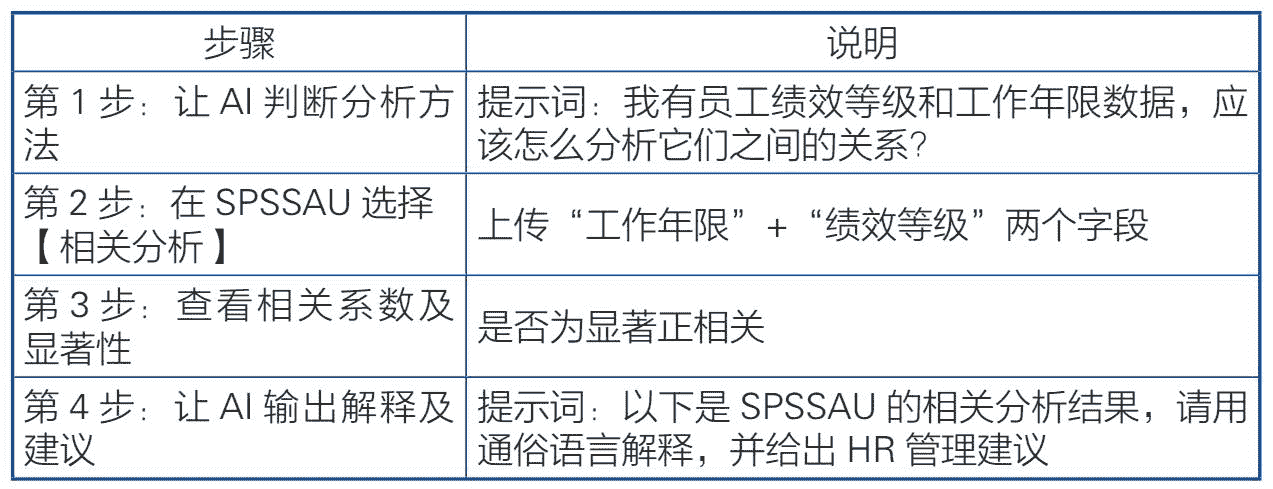 步骤
说明
第 1 步：让 AI 判断分析方
法
提示词：我有员工绩效等级和工作年限数据，应
该怎么分析它们之间的关系？
第 2 步：在 SPSSAU 选择
【相关分析】
上传“工作年限”+“绩效等级”两个字段
第 3 步：查看相关系数及
显著性
是否为显著正相关
第 4 步：让 AI 输出解释及
建议
提示词：以下是 SPSSAU 的相关分析结果，请用
通俗语言解释，并给出 HR 管理建议